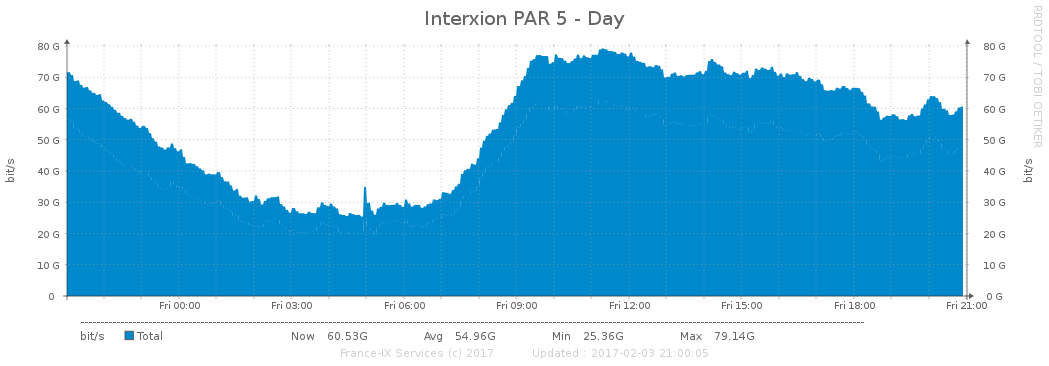 Interxion PAR 5 - Day
RRDTOOL / TOBI OETIKER
bit/s
80 G 80 G
70 G 70 G
60 G 60 G
50 G 50 G
40 G 40 G
30 G 30 G
20 G 20 G
10 G 10 G
0 0 G
bit/s
Fri 00:00 Fri 03:00 Fri 06:00 Fri 09:00 Fri 12:00 Fri 15:00 Fri 18:00 Fri 21:00
bit/s Total Now 60.53G Avg 54.96G Min 25.36G Max 79.14G
France-IX Services (c) 2017 Updated : 2017-02-03 21:00:05